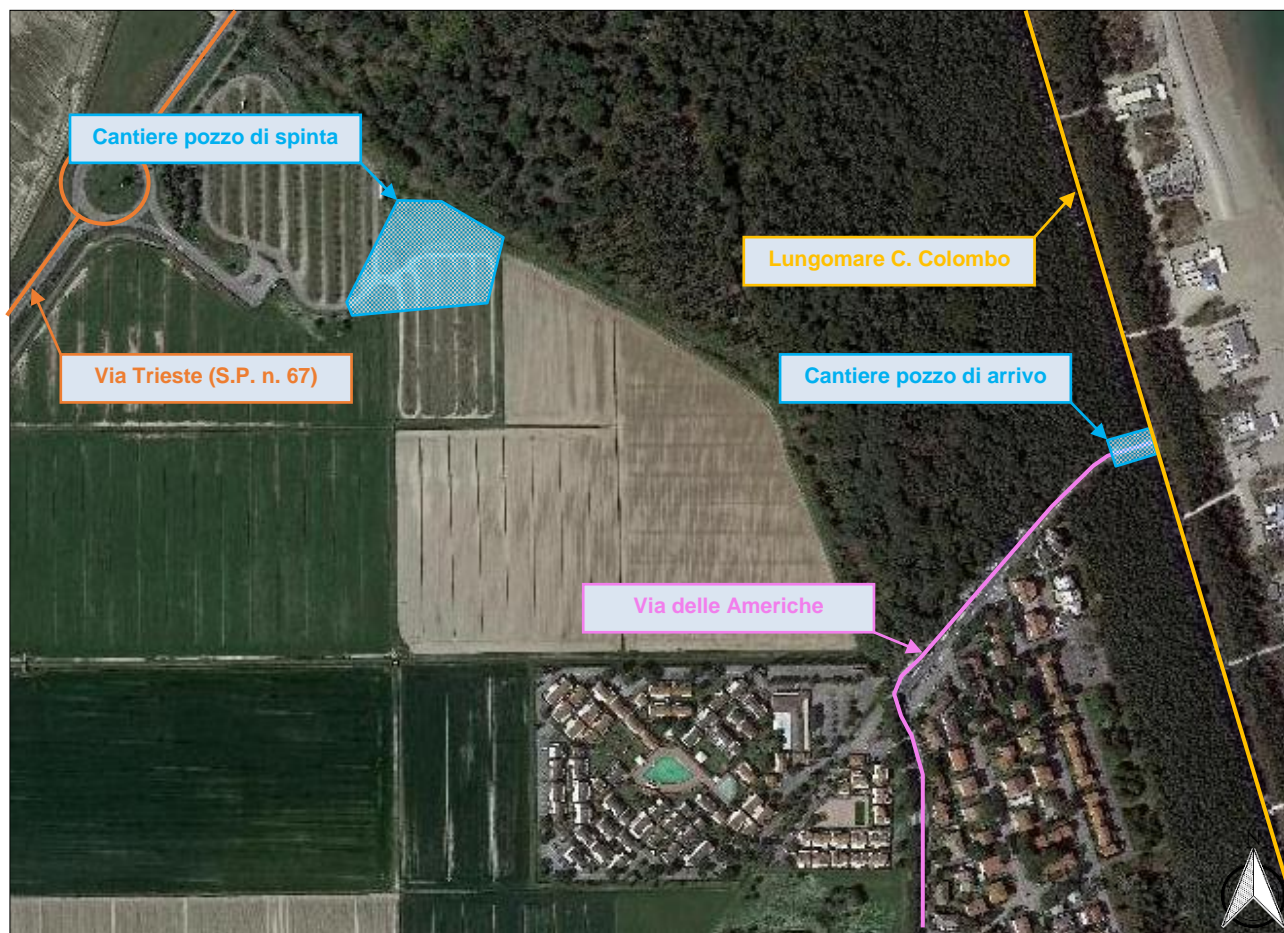 Cantiere pozzo di spinta
Lungomare C. Colombo
Via Trieste (S.P. n. 67)
Cantiere pozzo di arrivo
Via delle Americhe